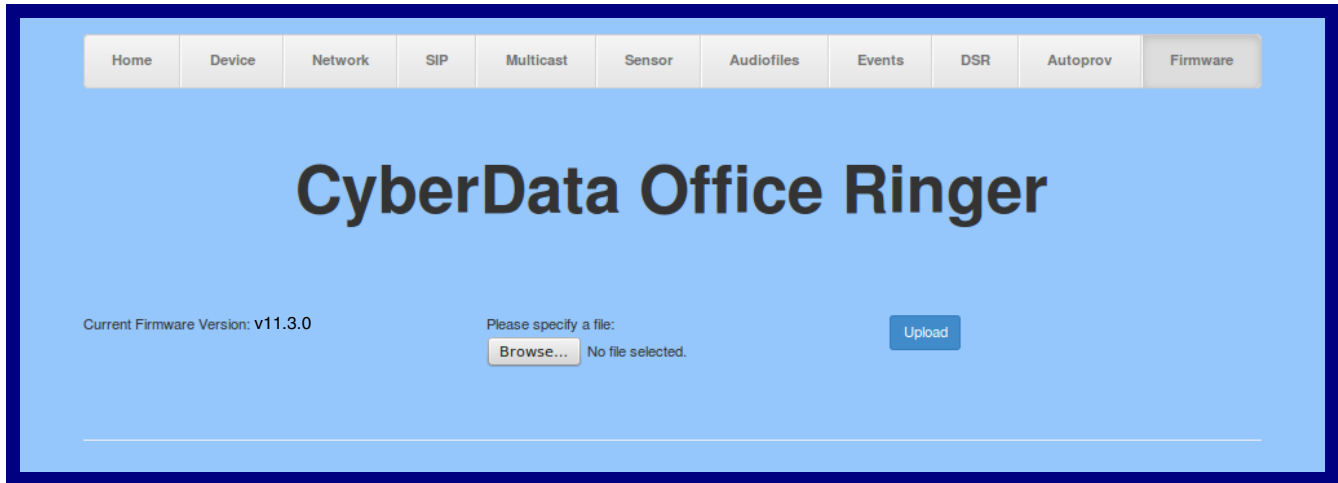 Home Device Network SIP Multicast Sensor Audiofiles Events DSR Autoprov Firmware
CyberData Office Ringer
Current Firmware Version: v11.3.0
Please specify a file:
Browse... No file selected.
Upload